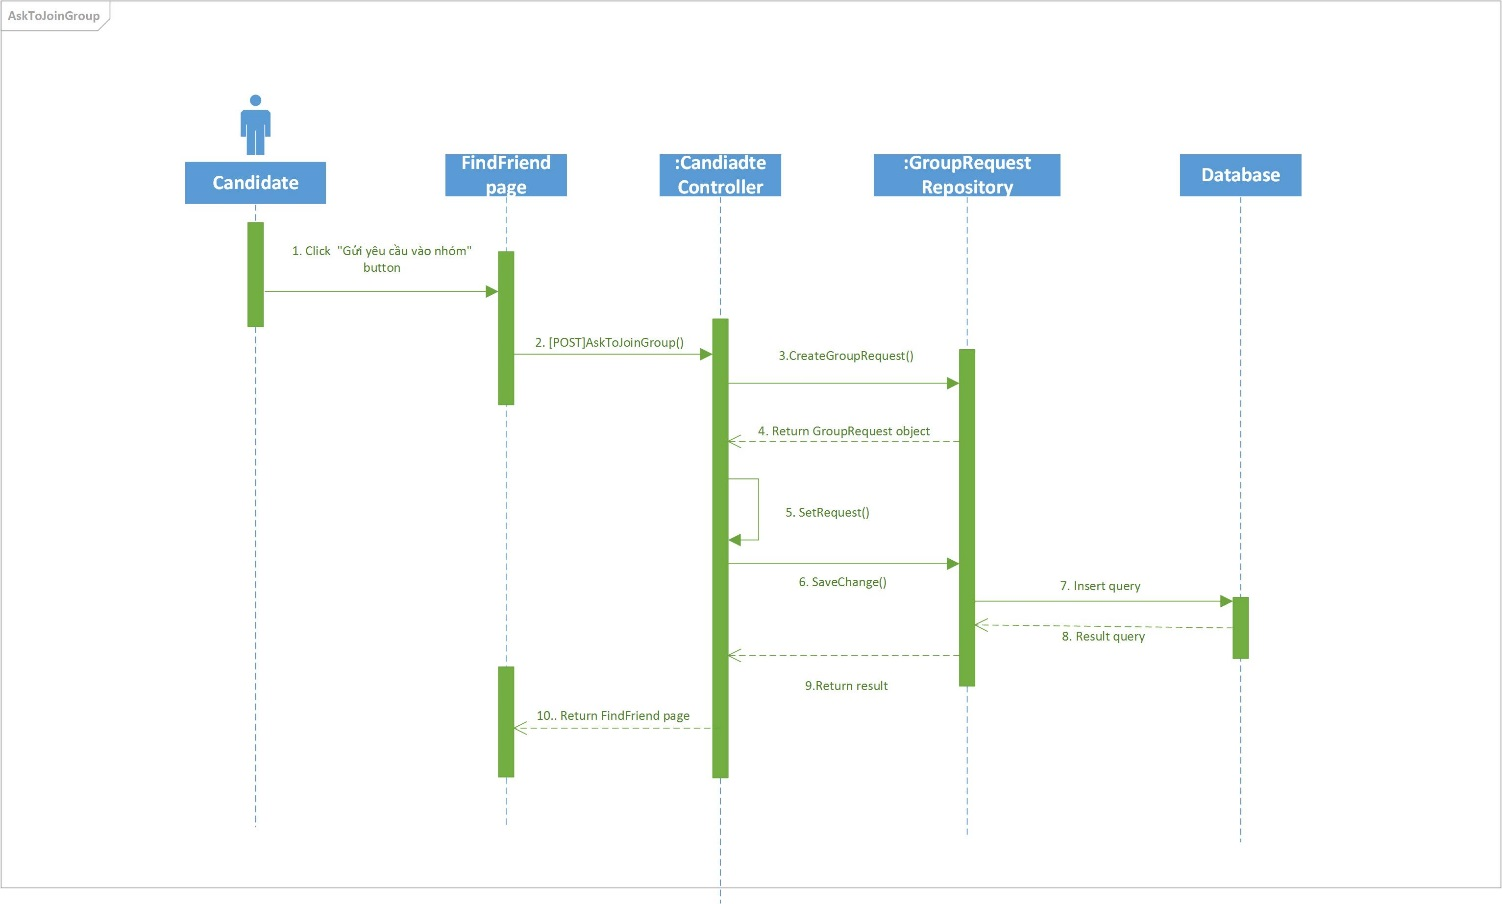 AskToJoinGroup
Candidate
FindFriend
page
:Candiadte
Controller
:GroupRequest
Repository
Database
1. Click  "Gửi yêu cầu vào nhóm"
button
2. [POST]AskToJoinGroup()
3.CreateGroupRequest()
4. Return GroupRequest object
5. SetRequest()
6. SaveChange()
7. Insert query
8. Result query
9.Return result
10.. Return FindFriend page